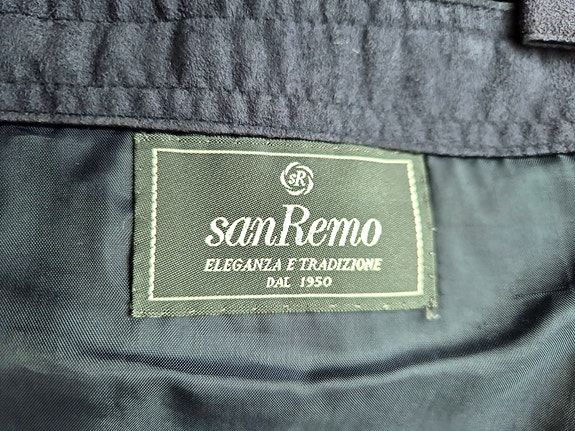 sR
sanRemo
ELEGANZA E TRADIZIONE
DAL 1950